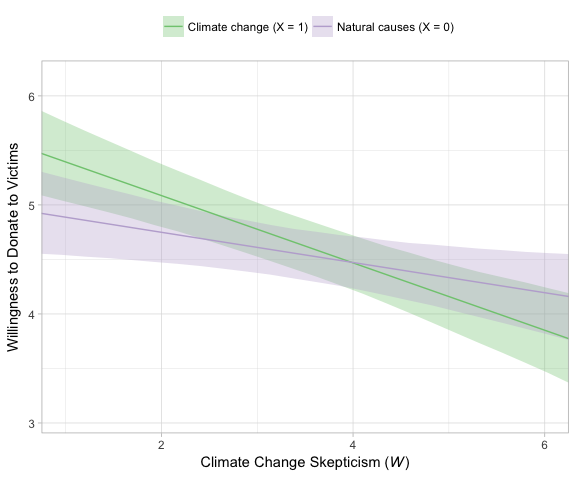 Climate change (X = 1) Natural causes (X = 0)
6
5
4
3
Willingness to Donate to Victims
2 4 6
Climate Change Skepticism (W)